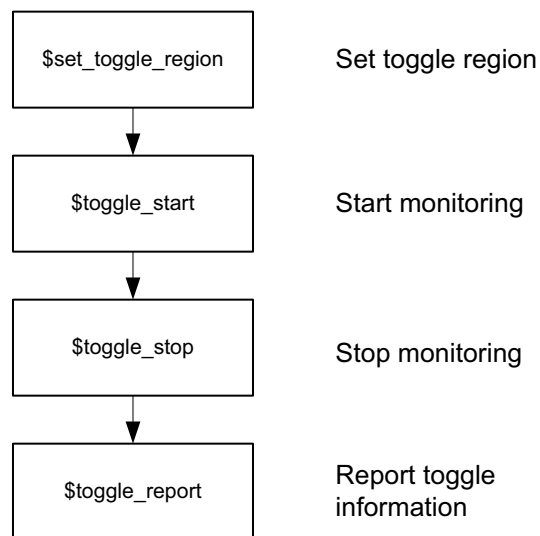 $set_toggle_region
Set toggle region
$toggle_start
Start monitoring
$toggle_stop
Stop monitoring
$toggle_report
Report toggle
information